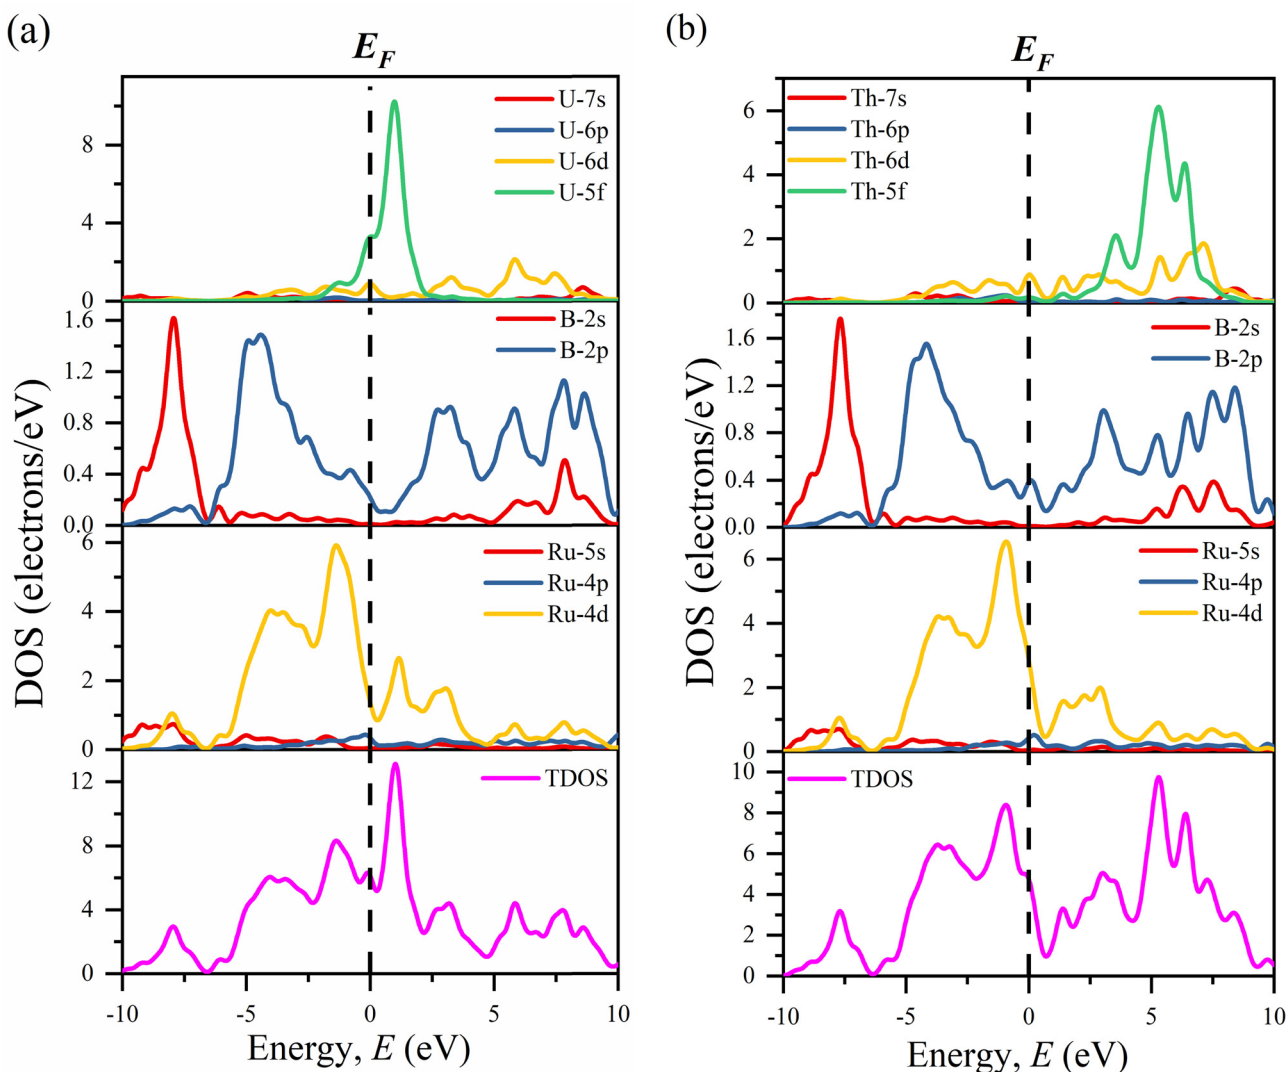 (a)
E_F
U-7s
U-6p
U-6d
U-5f
8
4
0
B-2s
B-2p
1.6
1.2
0.8
0.4
0.0
Ru-5s
Ru-4p
Ru-4d
6
4
2
0
TDOS
12
8
4
0
-10
-5
0
5
10
DOS (electrons/eV)
Energy, E (eV)
(b)
E_F
Th-7s
Th-6p
Th-6d
Th-5f
6
4
2
0
B-2s
B-2p
1.6
1.2
0.8
0.4
0.0
Ru-5s
Ru-4p
Ru-4d
6
4
2
0
TDOS
10
8
6
4
2
0
-10
-5
0
5
10
DOS (electrons/eV)
Energy, E (eV)